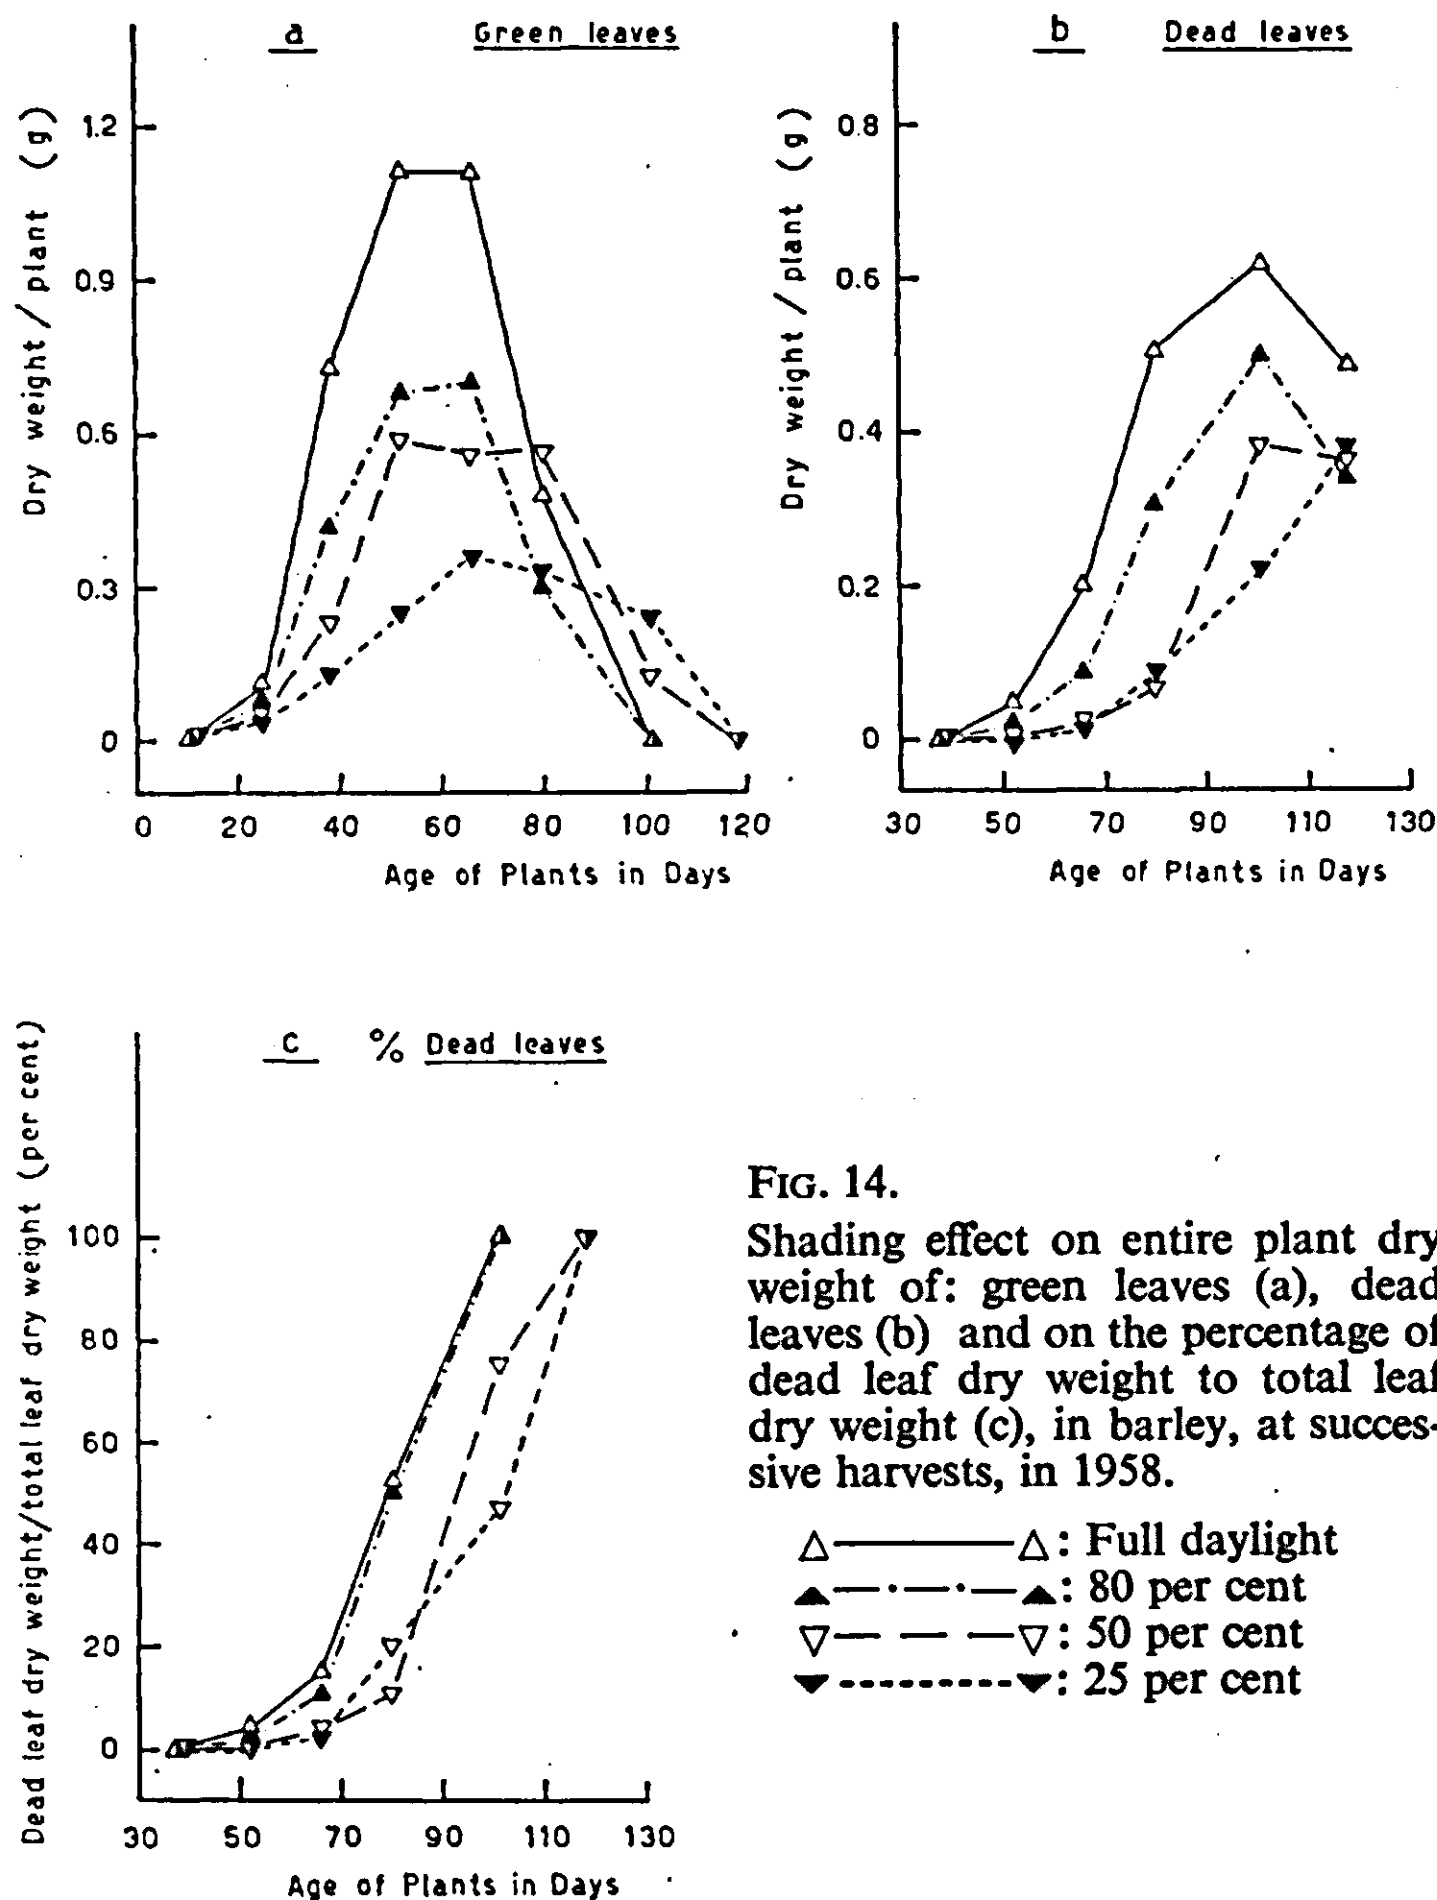 a Green leaves
Dry weight / plant (g)
1.2
0.9
0.6
0.3
0
0 20 40 60 80 100 120
Age of Plants in Days
b Dead leaves
Dry weight / plant (g)
0.8
0.6
0.4
0.2
0
30 50 70 90 110 130
Age of Plants in Days
c % Dead leaves
Dead leaf dry weight/total leaf dry weight (per cent)
100
80
60
40
20
0
30 50 70 90 110 130
Age of Plants in Days
FIG. 14.
Shading effect on entire plant dry
weight of: green leaves (a), dead
leaves (b) and on the percentage of
dead leaf dry weight to total leaf
dry weight (c), in barley, at succes-
sive harvests, in 1958.
: Full daylight
: 80 per cent
: 50 per cent
: 25 per cent